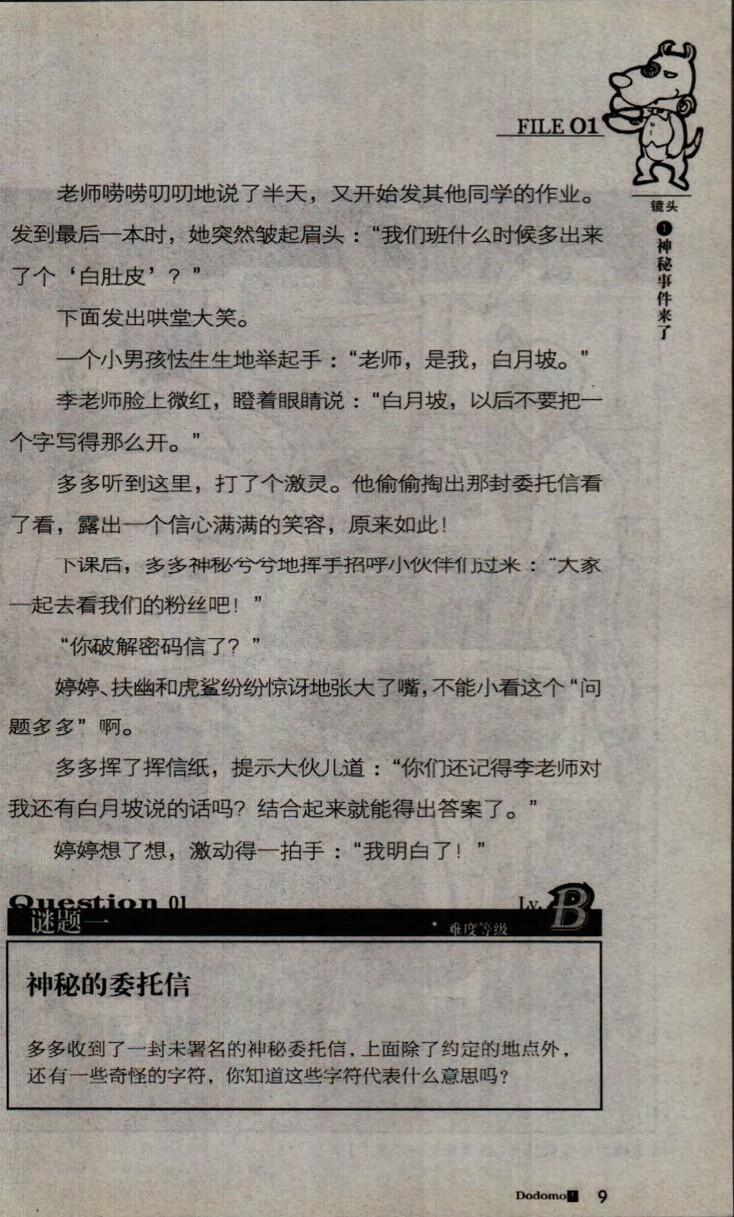 FILE 01
镜头
❶神秘事件来了
老师唠唠叨叨地说了半天，又开始发其他同学的作业。
发到最后一本时，她突然皱起眉头：“我们班什么时候多出来
了个‘白肚皮’？”
下面发出哄堂大笑。
一个小男孩怯生生地举起手：“老师，是我，白月坡。”
李老师脸上微红，瞪着眼睛说：“白月坡，以后不要把一
个字写得那么开。”
多多听到这里，打了个激灵。他偷偷掏出那封委托信看
了看，露出一个信心满满的笑容，原来如此！
下课后，多多神秘兮兮地挥手招呼小伙伴们过来：“大家
一起去看我们的粉丝吧！”
“你破解密码信了？”
婷婷、扶幽和虎鲨纷纷惊讶地张大了嘴，不能小看这个“问
题多多”啊。
多多挥了挥信纸，提示大伙儿道：“你们还记得李老师对
我还有白月坡说的话吗？结合起来就能得出答案了。”
婷婷想了想，激动得一拍手：“我明白了！”
Question 01
Lv. B
谜题一
·难度等级
神秘的委托信
多多收到了一封未署名的神秘委托信，上面除了约定的地点外，
还有一些奇怪的字符，你知道这些字符代表什么意思吗？
Dodomo 9